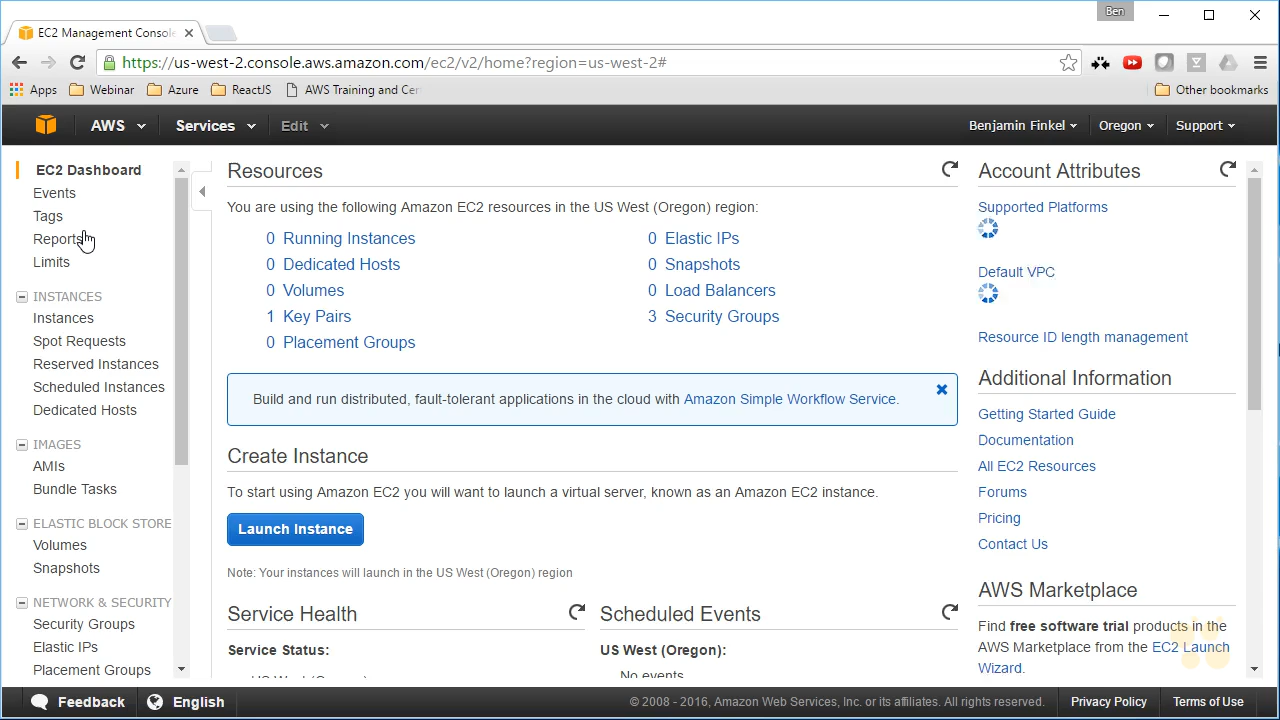 Ben
EC2 Management Console
https://us-west-2.console.aws.amazon.com/ec2/v2/home?region=us-west-2#
Apps Webinar Azure ReactJS AWS Training and Cer Other bookmarks
AWS Services Edit Benjamin Finkel Oregon Support
EC2 Dashboard
Events
Tags
Reports
Limits
INSTANCES
Instances
Spot Requests
Reserved Instances
Scheduled Instances
Dedicated Hosts
IMAGES
AMIs
Bundle Tasks
ELASTIC BLOCK STORE
Volumes
Snapshots
NETWORK & SECURITY
Security Groups
Elastic IPs
Placement Groups
Resources
You are using the following Amazon EC2 resources in the US West (Oregon) region:
0 Running Instances
0 Dedicated Hosts
0 Volumes
1 Key Pairs
0 Placement Groups
0 Elastic IPs
0 Snapshots
0 Load Balancers
3 Security Groups
Build and run distributed, fault-tolerant applications in the cloud with Amazon Simple Workflow Service.
Create Instance
To start using Amazon EC2 you will want to launch a virtual server, known as an Amazon EC2 instance.
Launch Instance
Note: Your instances will launch in the US West (Oregon) region
Service Health
Service Status:
US West (Oregon):
Scheduled Events
US West (Oregon):
No events
Account Attributes
Supported Platforms
Default VPC
Resource ID length management
Additional Information
Getting Started Guide
Documentation
All EC2 Resources
Forums
Pricing
Contact Us
AWS Marketplace
Find free software trial products in the
AWS Marketplace from the EC2 Launch
Wizard.
Feedback English © 2008 - 2016, Amazon Web Services, Inc. or its affiliates. All rights reserved. Privacy Policy Terms of Use